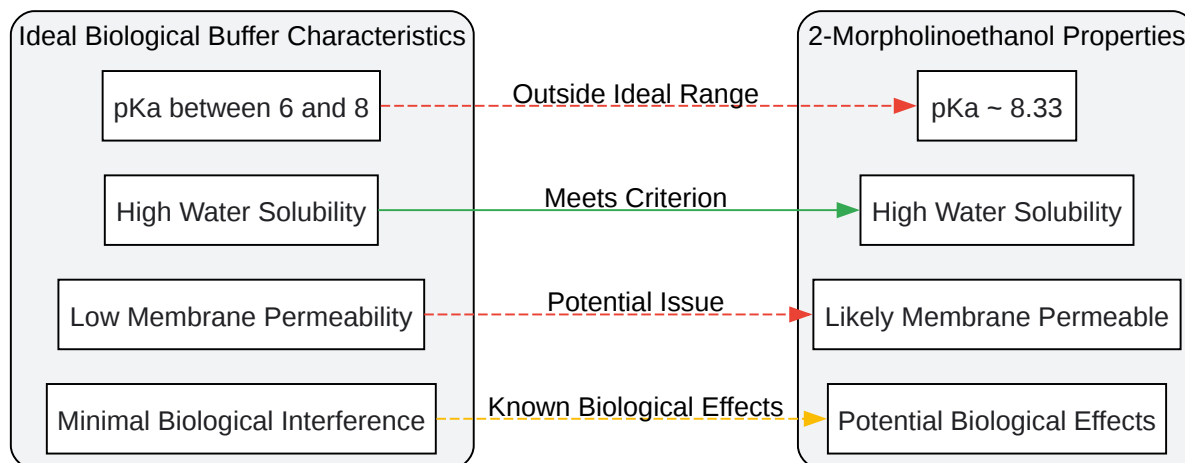 Ideal Biological Buffer Characteristics
2-Morpholinoethanol Properties
pKa between 6 and 8
Outside Ideal Range
pKa ~ 8.33
High Water Solubility
Meets Criterion
High Water Solubility
Low Membrane Permeability
Potential Issue
Likely Membrane Permeable
Minimal Biological Interference
Known Biological Effects
Potential Biological Effects